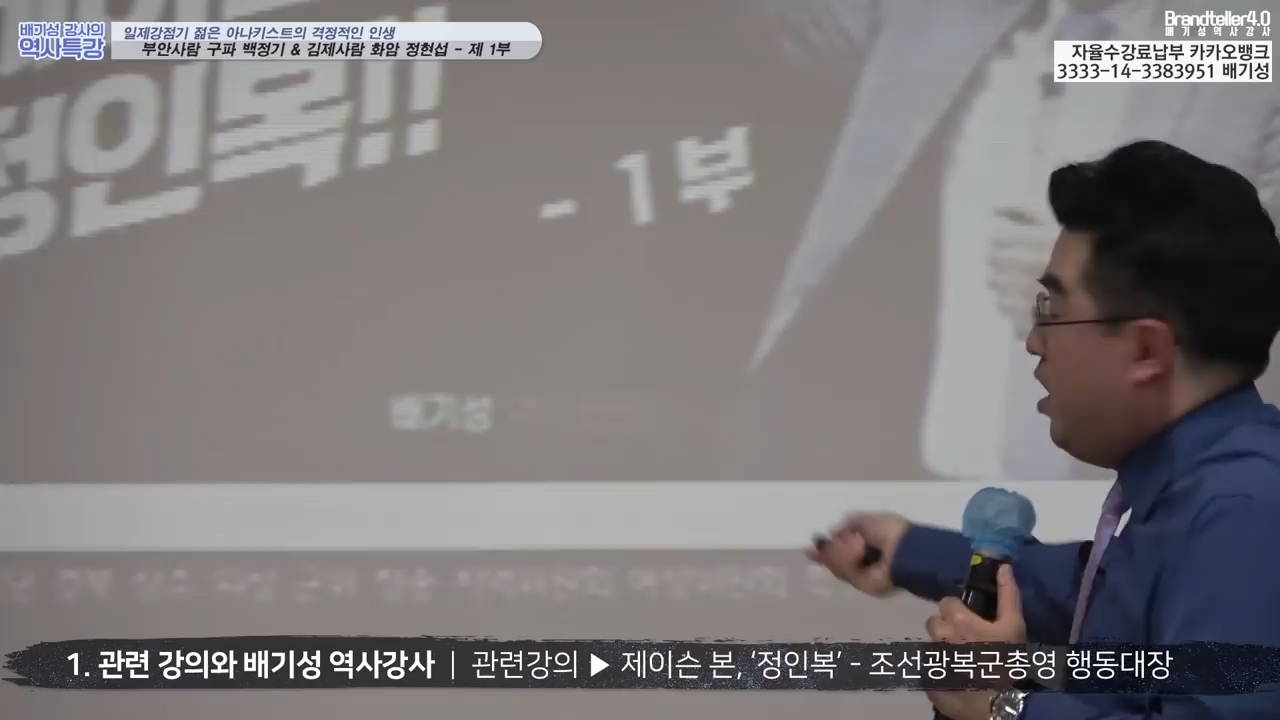 배기성 강사의
역사특강
일제강점기 젊은 아나키스트의 격정적인 인생
부안사람 구파 백정기 & 김제사람 화암 정현섭 - 제 1부
Brandteller4.0
배기성역사강사
자율수강료납부 카카오뱅크
3333-14-3383951 배기성
정인복!!
- 1부
배기성
1. 관련 강의와 배기성 역사강사 | 관련강의 ▶ 제이슨 본, ‘정인복’ - 조선광복군총영 행동대장